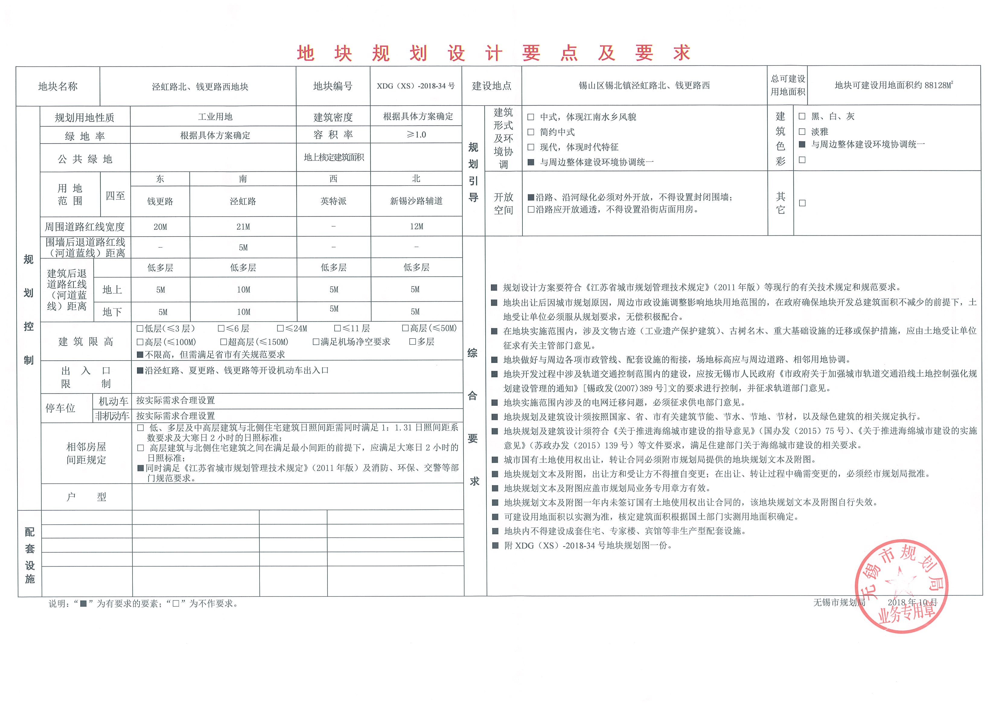 地块规划设计要点及要求
地块名称 泾虹路北、钱更路西地块 地块编号 XDG（XS）-2018-34 号 建设地点 锡山区锡北镇泾虹路北、钱更路西 总可建设用地面积 地块可建设用地面积约 88128M²
规划控制
规划用地性质 工业用地 建筑密度 根据具体方案确定
绿地率 根据具体方案确定 容积率 ≥1.0
公共绿地 地上核定建筑面积
用地范围 四至 东 南 西 北
钱更路 泾虹路 英特派 新锡沙路辅道
周围道路红线宽度 20M 21M － 12M
围墙后退道路红线
（河道蓝线）距离 － 5M － －
建筑后退道路红线（河道蓝线）距离 低多层 低多层 低多层 低多层
地上 5M 10M 5M 5M
地下 5M 10M 5M 5M
建筑限高
□低层(≤3 层） □≤6 层 □≤24M □≤11 层 □高层(≤50M)
□高层(≤100M) □超高层(≤150M) □满足机场净空要求 □多层
■不限高，但需满足省市有关规范要求
出入口限制 ■沿泾虹路、夏更路、钱更路等开设机动车出入口
停车位 机动车 按实际需求合理设置
非机动车 按实际需求合理设置
相邻房屋间距规定
□ 低、多层及中高层建筑与北侧住宅建筑日照间距需同时满足 1：1.31 日照间距系
数要求及大寒日 2 小时的日照标准；
□ 高层建筑与北侧住宅建筑之间在满足最小间距的前提下，应满足大寒日 2 小时的
日照标准；
■同时满足《江苏省城市规划管理技术规定》（2011 年版）及消防、环保、交警等部
门规范要求。
户型
配套设施
规划引导
建筑形式及环境协调
□ 中式，体现江南水乡风貌
□ 简约中式
□ 现代，体现时代特征
■ 与周边整体建设环境协调统一
建筑色彩
□ 黑、白、灰
□ 淡雅
■ 与周边整体建设环境协调统一
□
开放空间
■沿路、沿河绿化必须对外开放，不得设置封闭围墙；
□沿路应开放通透，不得设置沿街店面用房。
其它 □
综合要求
■ 规划设计方案要符合《江苏省城市规划管理技术规定》（2011 年版）等现行的有关技术规定和规范要求。
■ 地块出让后因城市规划原因，周边市政设施调整影响地块用地范围的，在政府确保地块开发总建筑面积不减少的前提下，土
地受让单位必须服从规划要求，无偿积极配合。
■ 在地块实施范围内，涉及文物古迹（工业遗产保护建筑）、古树名木、重大基础设施的迁移或保护措施，应由土地受让单位
征求有关主管部门意见。
■ 地块做好与周边各项市政管线、配套设施的衔接，场地标高应与周边道路、相邻用地协调。
■ 地块开发过程中涉及轨道交通控制范围内的建设，应按无锡市人民政府《市政府关于加强城市轨道交通沿线土地控制强化规
划建设管理的通知》[锡政发(2007)389 号]文的要求进行控制，并征求轨道部门意见。
■ 地块实施范围内涉及的电网迁移问题，必须征求供电部门意见。
■ 地块规划及建筑设计须按照国家、省、市有关建筑节能、节水、节地、节材，以及绿色建筑的相关规定执行。
■ 地块规划及建筑设计须符合《关于推进海绵城市建设的指导意见》（国办发（2015）75 号）、《关于推进海绵城市建设的实施
意见》（苏政办发（2015）139 号）等文件要求，满足住建部门关于海绵城市建设的相关要求。
■ 城市国有土地使用权出让，转让合同必须附市规划局提供的地块规划文本及附图。
■ 地块规划文本及附图，出让方和受让方不得擅自变更；在出让、转让过程中确需变更的，必须经市规划局批准。
■ 地块规划文本及附图应盖市规划局业务专用章方有效。
■ 地块规划文本及附图一年内未签订国有土地使用权出让合同的，该地块规划文本及附图自行失效。
■ 可建设用地面积以实测为准，核定建筑面积根据国土部门实测用地面积确定。
■ 地块内不得建设成套住宅、专家楼、宾馆等非生产型配套设施。
■ 附 XDG（XS）-2018-34 号地块规划图一份。
说明：“■”为有要求的要素；“□”为不作要求。
无锡市规划局 2018 年 10 月
无锡市规划局
业务专用章